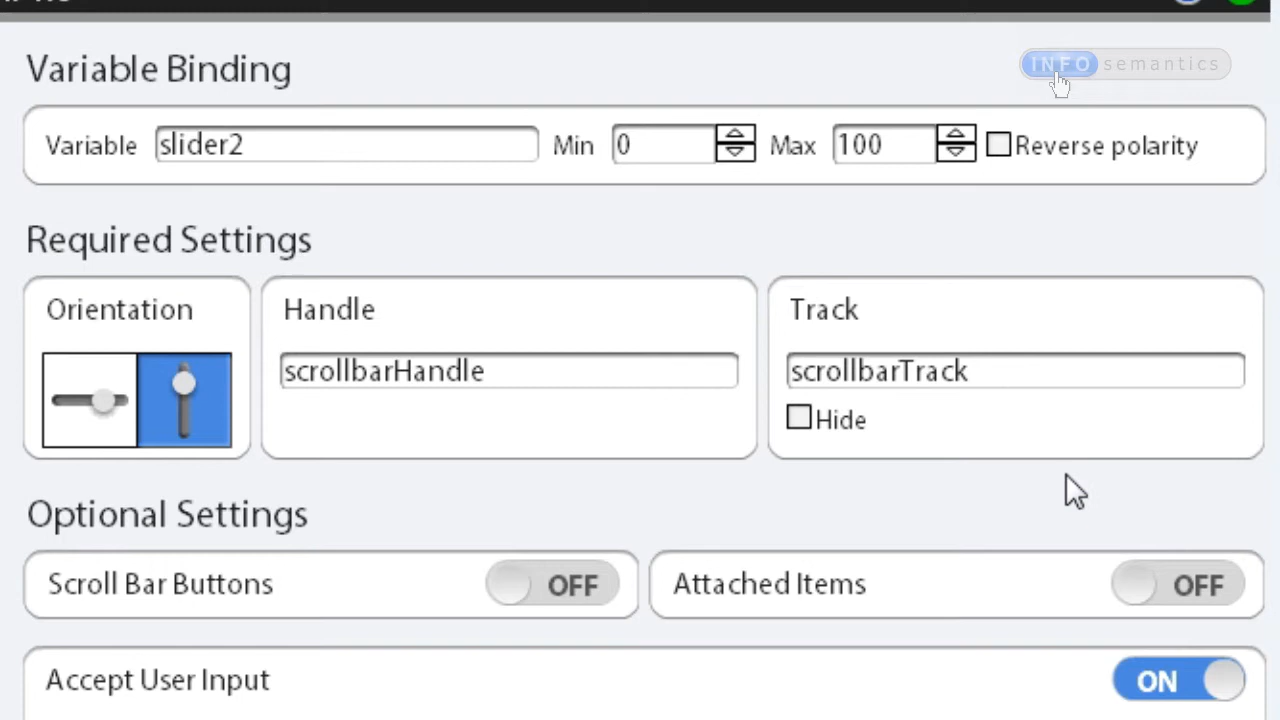 Variable Binding
INFO semantics
Variable slider2 Min 0 Max 100 Reverse polarity
Required Settings
Orientation Handle Track
scrollbarHandle scrollbarTrack
Hide
Optional Settings
Scroll Bar Buttons OFF Attached Items OFF
Accept User Input ON